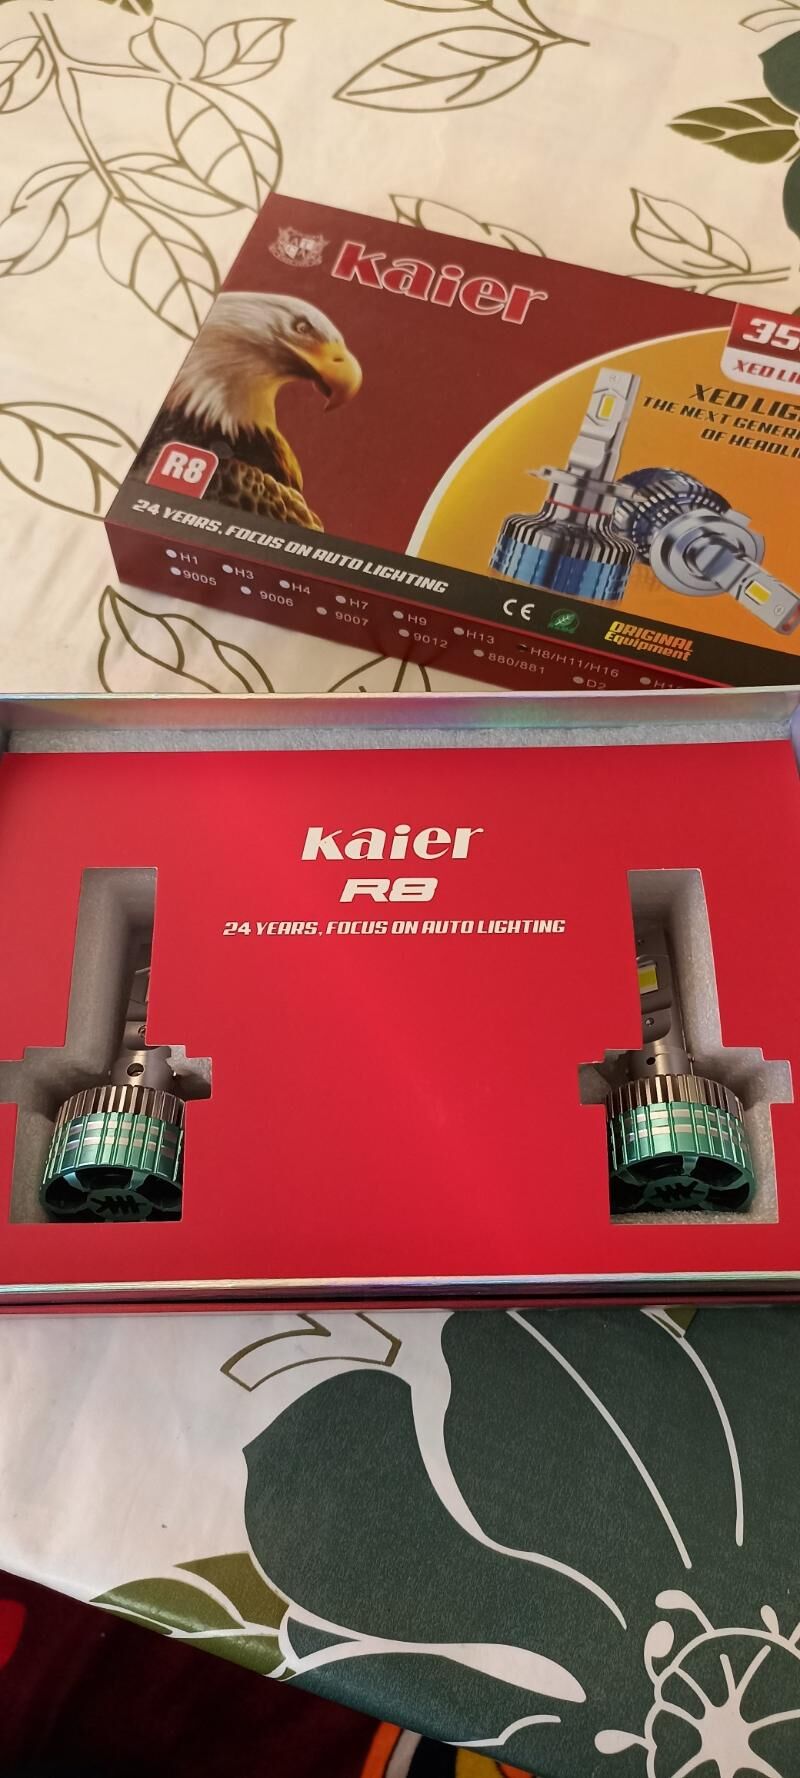 Kaier
35
XED LI
XED LIG
THE NEXT GENER
OF HEADLI
R8
24 YEARS, FOCUS ON AUTO LIGHTING
H1 H3 H4 H7 H9 H13 H8/H11/H16
9005 9006 9007 9012 880/881 D2
CE
ORIGINAL
Equipment
Kaier
R8
24 YEARS, FOCUS ON AUTO LIGHTING